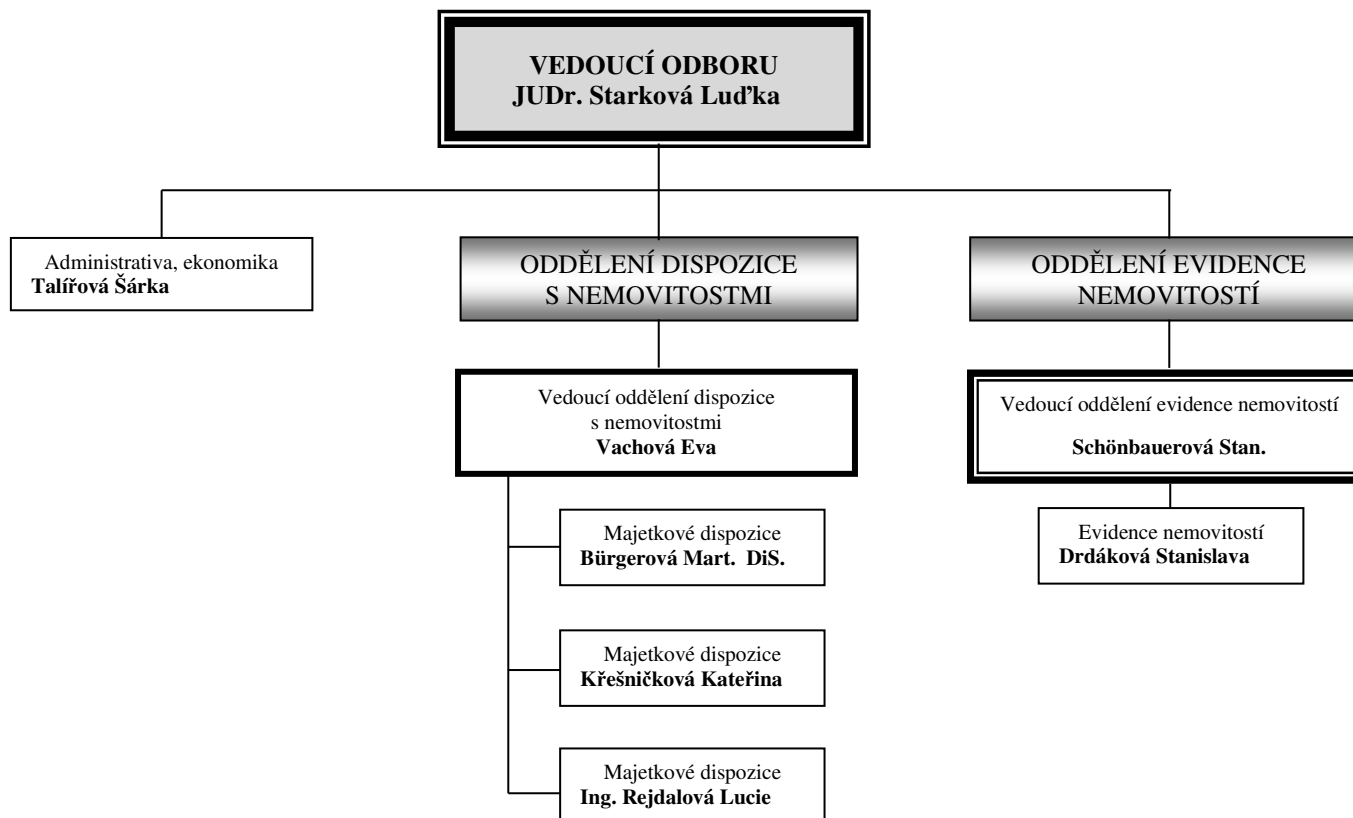 VEDOUCÍ ODBORU
JUDr. Starková Luďka
Administrativa, ekonomika
Talířová Šárka
ODDĚLENÍ DISPOZICE
S NEMOVITOSTMI
ODDĚLENÍ EVIDENCE
NEMOVITOSTÍ
Vedoucí oddělení dispozice
s nemovitostmi
Vachová Eva
Vedoucí oddělení evidence nemovitostí
Schönbauerová Stan.
Majetkové dispozice
Bürgerová Mart. DiS.
Evidence nemovitostí
Drdáková Stanislava
Majetkové dispozice
Křešničková Kateřina
Majetkové dispozice
Ing. Rejdalová Lucie